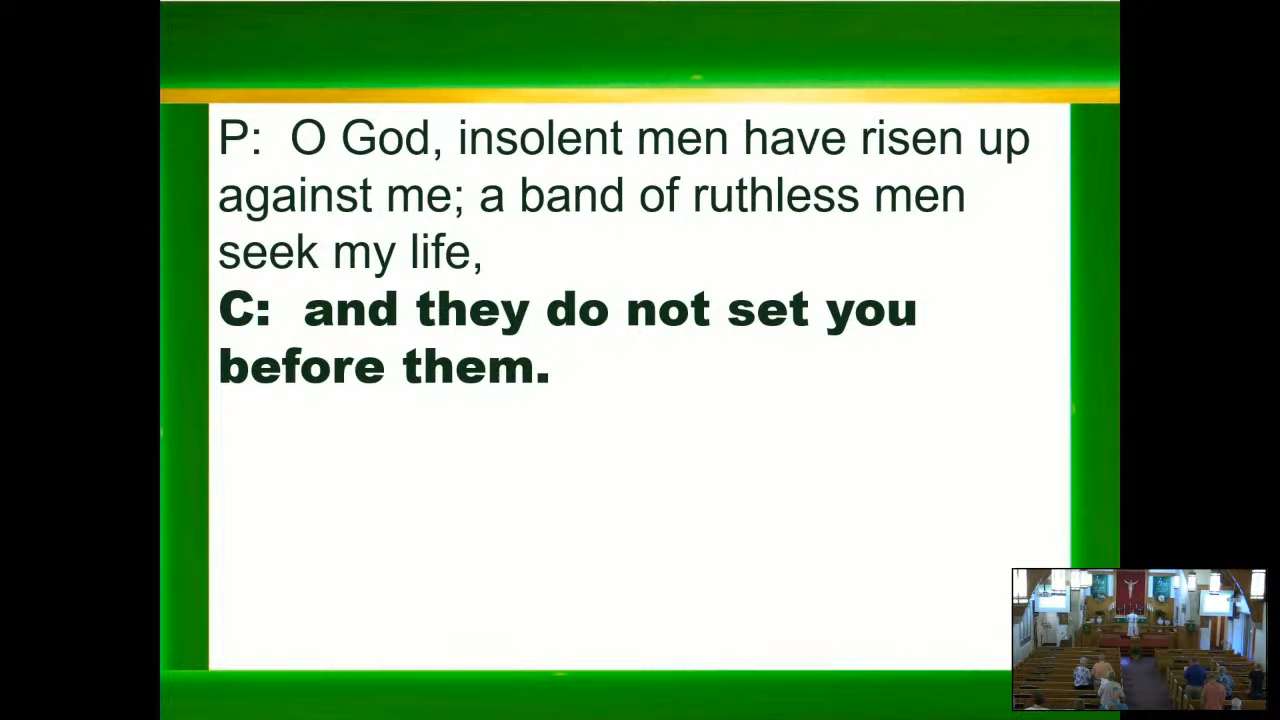 P:  O God, insolent men have risen up
against me; a band of ruthless men
seek my life,
C:  and they do not set you
before them.